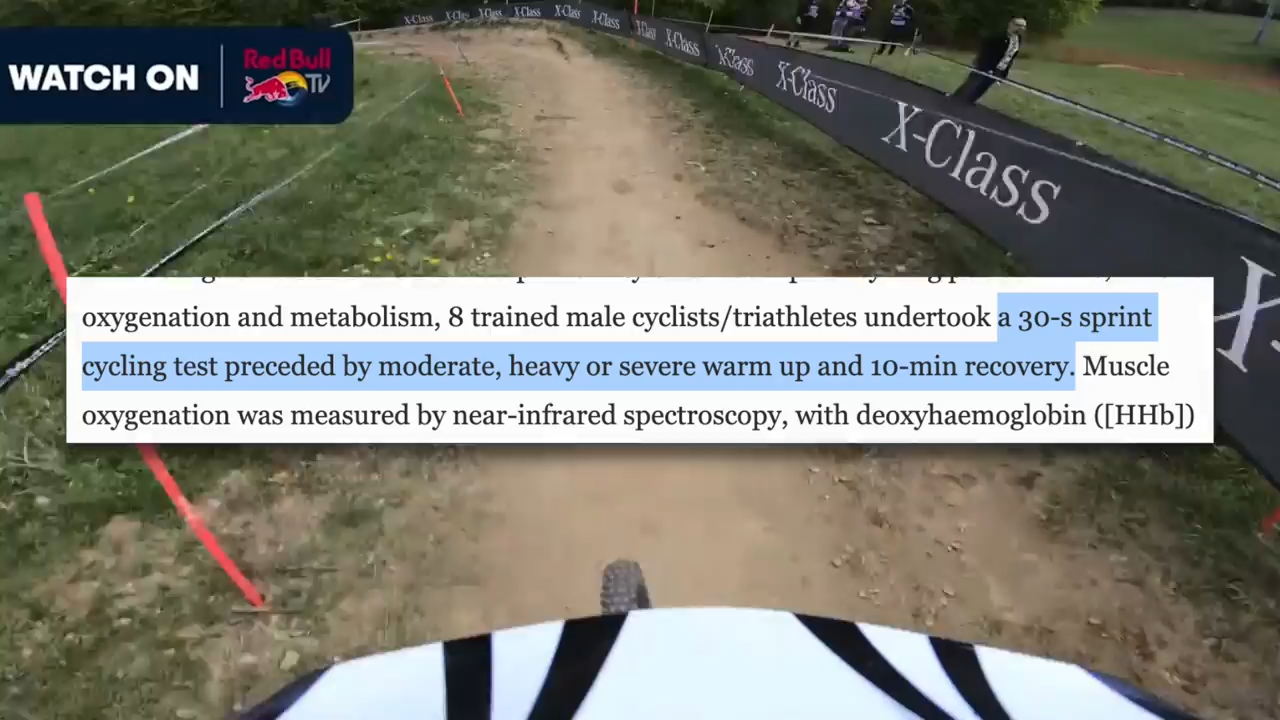 X-Class X-Class X-Class X-Class X-Class X-Class X-Class X-Class X-Class X-Class
WATCH ON Red Bull TV
X-Class
oxygenation and metabolism, 8 trained male cyclists/triathletes undertook a 30-s sprint
cycling test preceded by moderate, heavy or severe warm up and 10-min recovery. Muscle
oxygenation was measured by near-infrared spectroscopy, with deoxyhaemoglobin ([HHb])